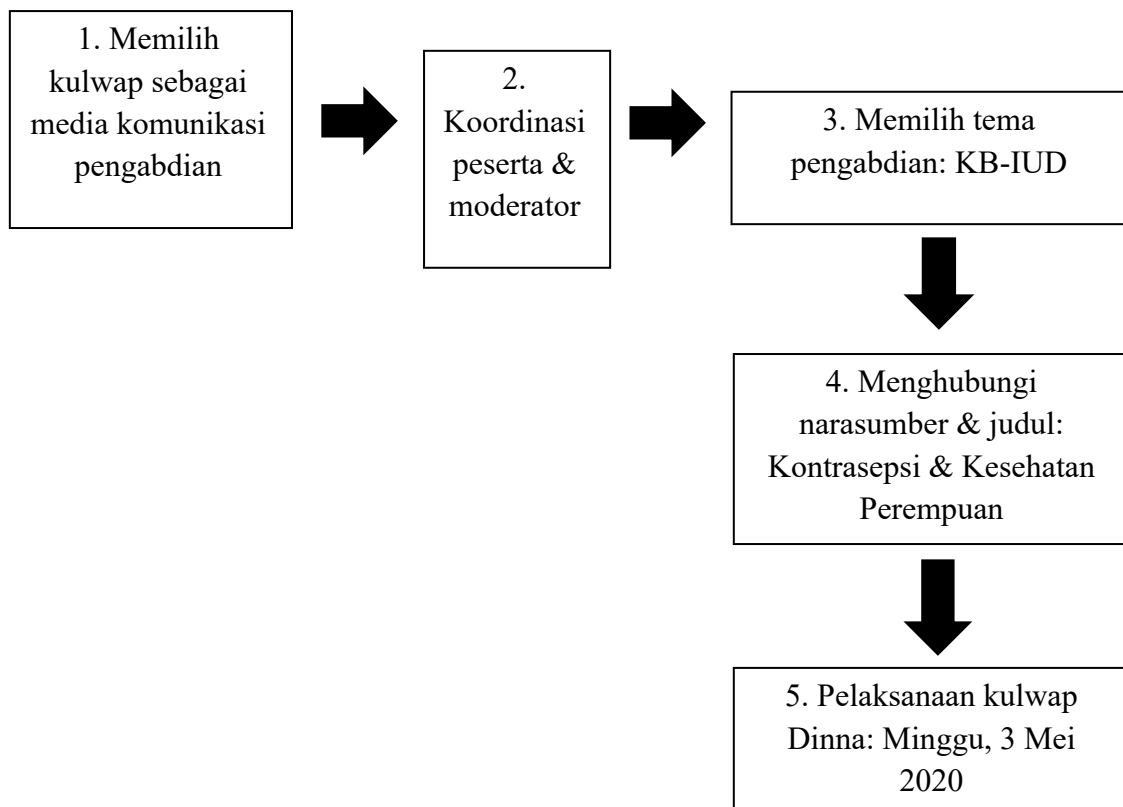 1. Memilih
kulwap sebagai
media komunikasi
pengabdian
2.
Koordinasi
peserta &
moderator
3. Memilih tema
pengabdian: KB-IUD
4. Menghubungi
narasumber & judul:
Kontrasepsi & Kesehatan
Perempuan
5. Pelaksanaan kulwap
Dinna: Minggu, 3 Mei
2020